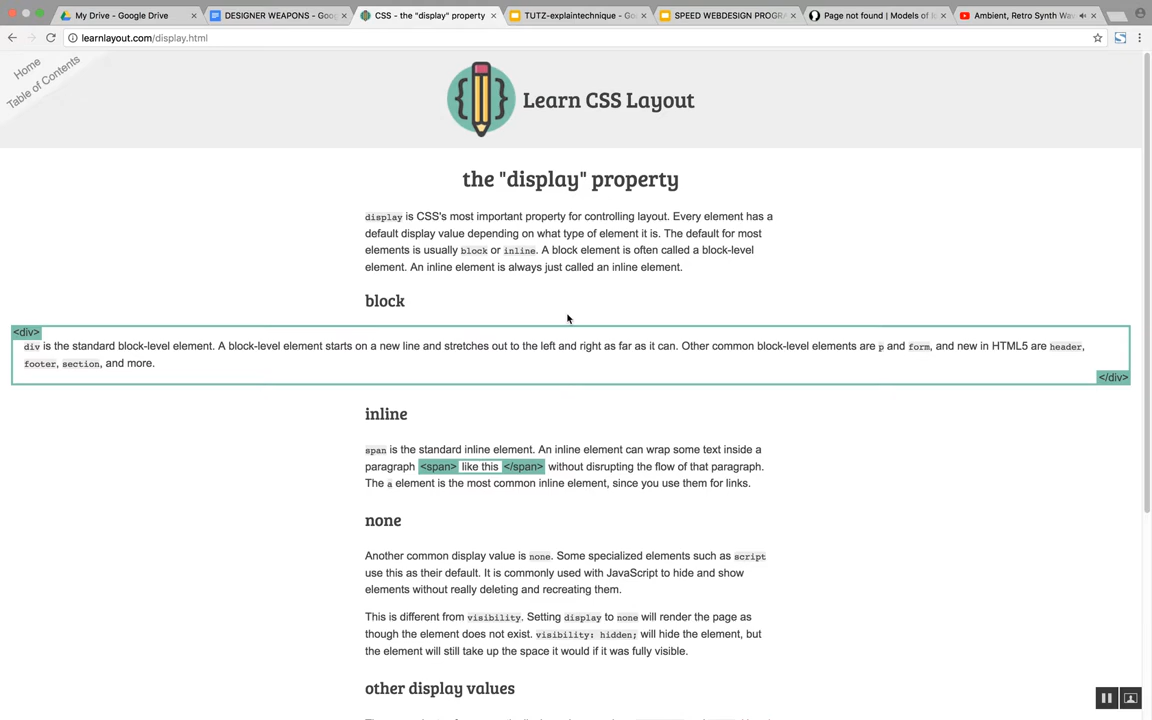 My Drive - Google Drive
DESIGNER WEAPONS - Goo
CSS - the "display" property
TUTZ-explaintechnique - Go
SPEED WEBDESIGN PROGRA
Page not found | Models of
Ambient, Retro Synth Wav
learnlayout.com/display.html
Home
Table of Contents
Learn CSS Layout
the "display" property
display is CSS's most important property for controlling layout. Every element has a
default display value depending on what type of element it is. The default for most
elements is usually block or inline. A block element is often called a block-level
element. An inline element is always just called an inline element.
block
<div>
div is the standard block-level element. A block-level element starts on a new line and stretches out to the left and right as far as it can. Other common block-level elements are p and form, and new in HTML5 are header,
footer, section, and more.
</div>
inline
span is the standard inline element. An inline element can wrap some text inside a
paragraph <span> like this </span> without disrupting the flow of that paragraph.
The a element is the most common inline element, since you use them for links.
none
Another common display value is none. Some specialized elements such as script
use this as their default. It is commonly used with JavaScript to hide and show
elements without really deleting and recreating them.
This is different from visibility. Setting display to none will render the page as
though the element does not exist. visibility: hidden; will hide the element, but
the element will still take up the space it would if it was fully visible.
other display values